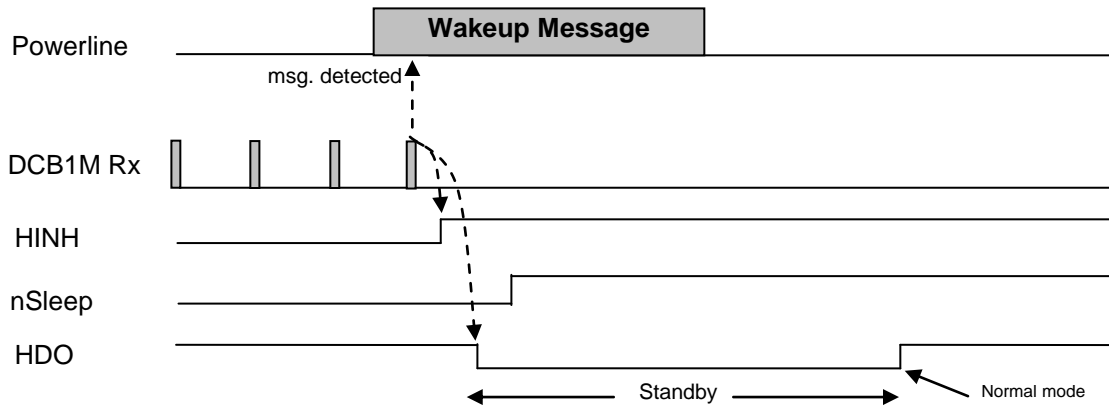 Wakeup Message
Powerline
msg. detected
DCB1M Rx
HINH
nSleep
HDO
Standby
Normal mode